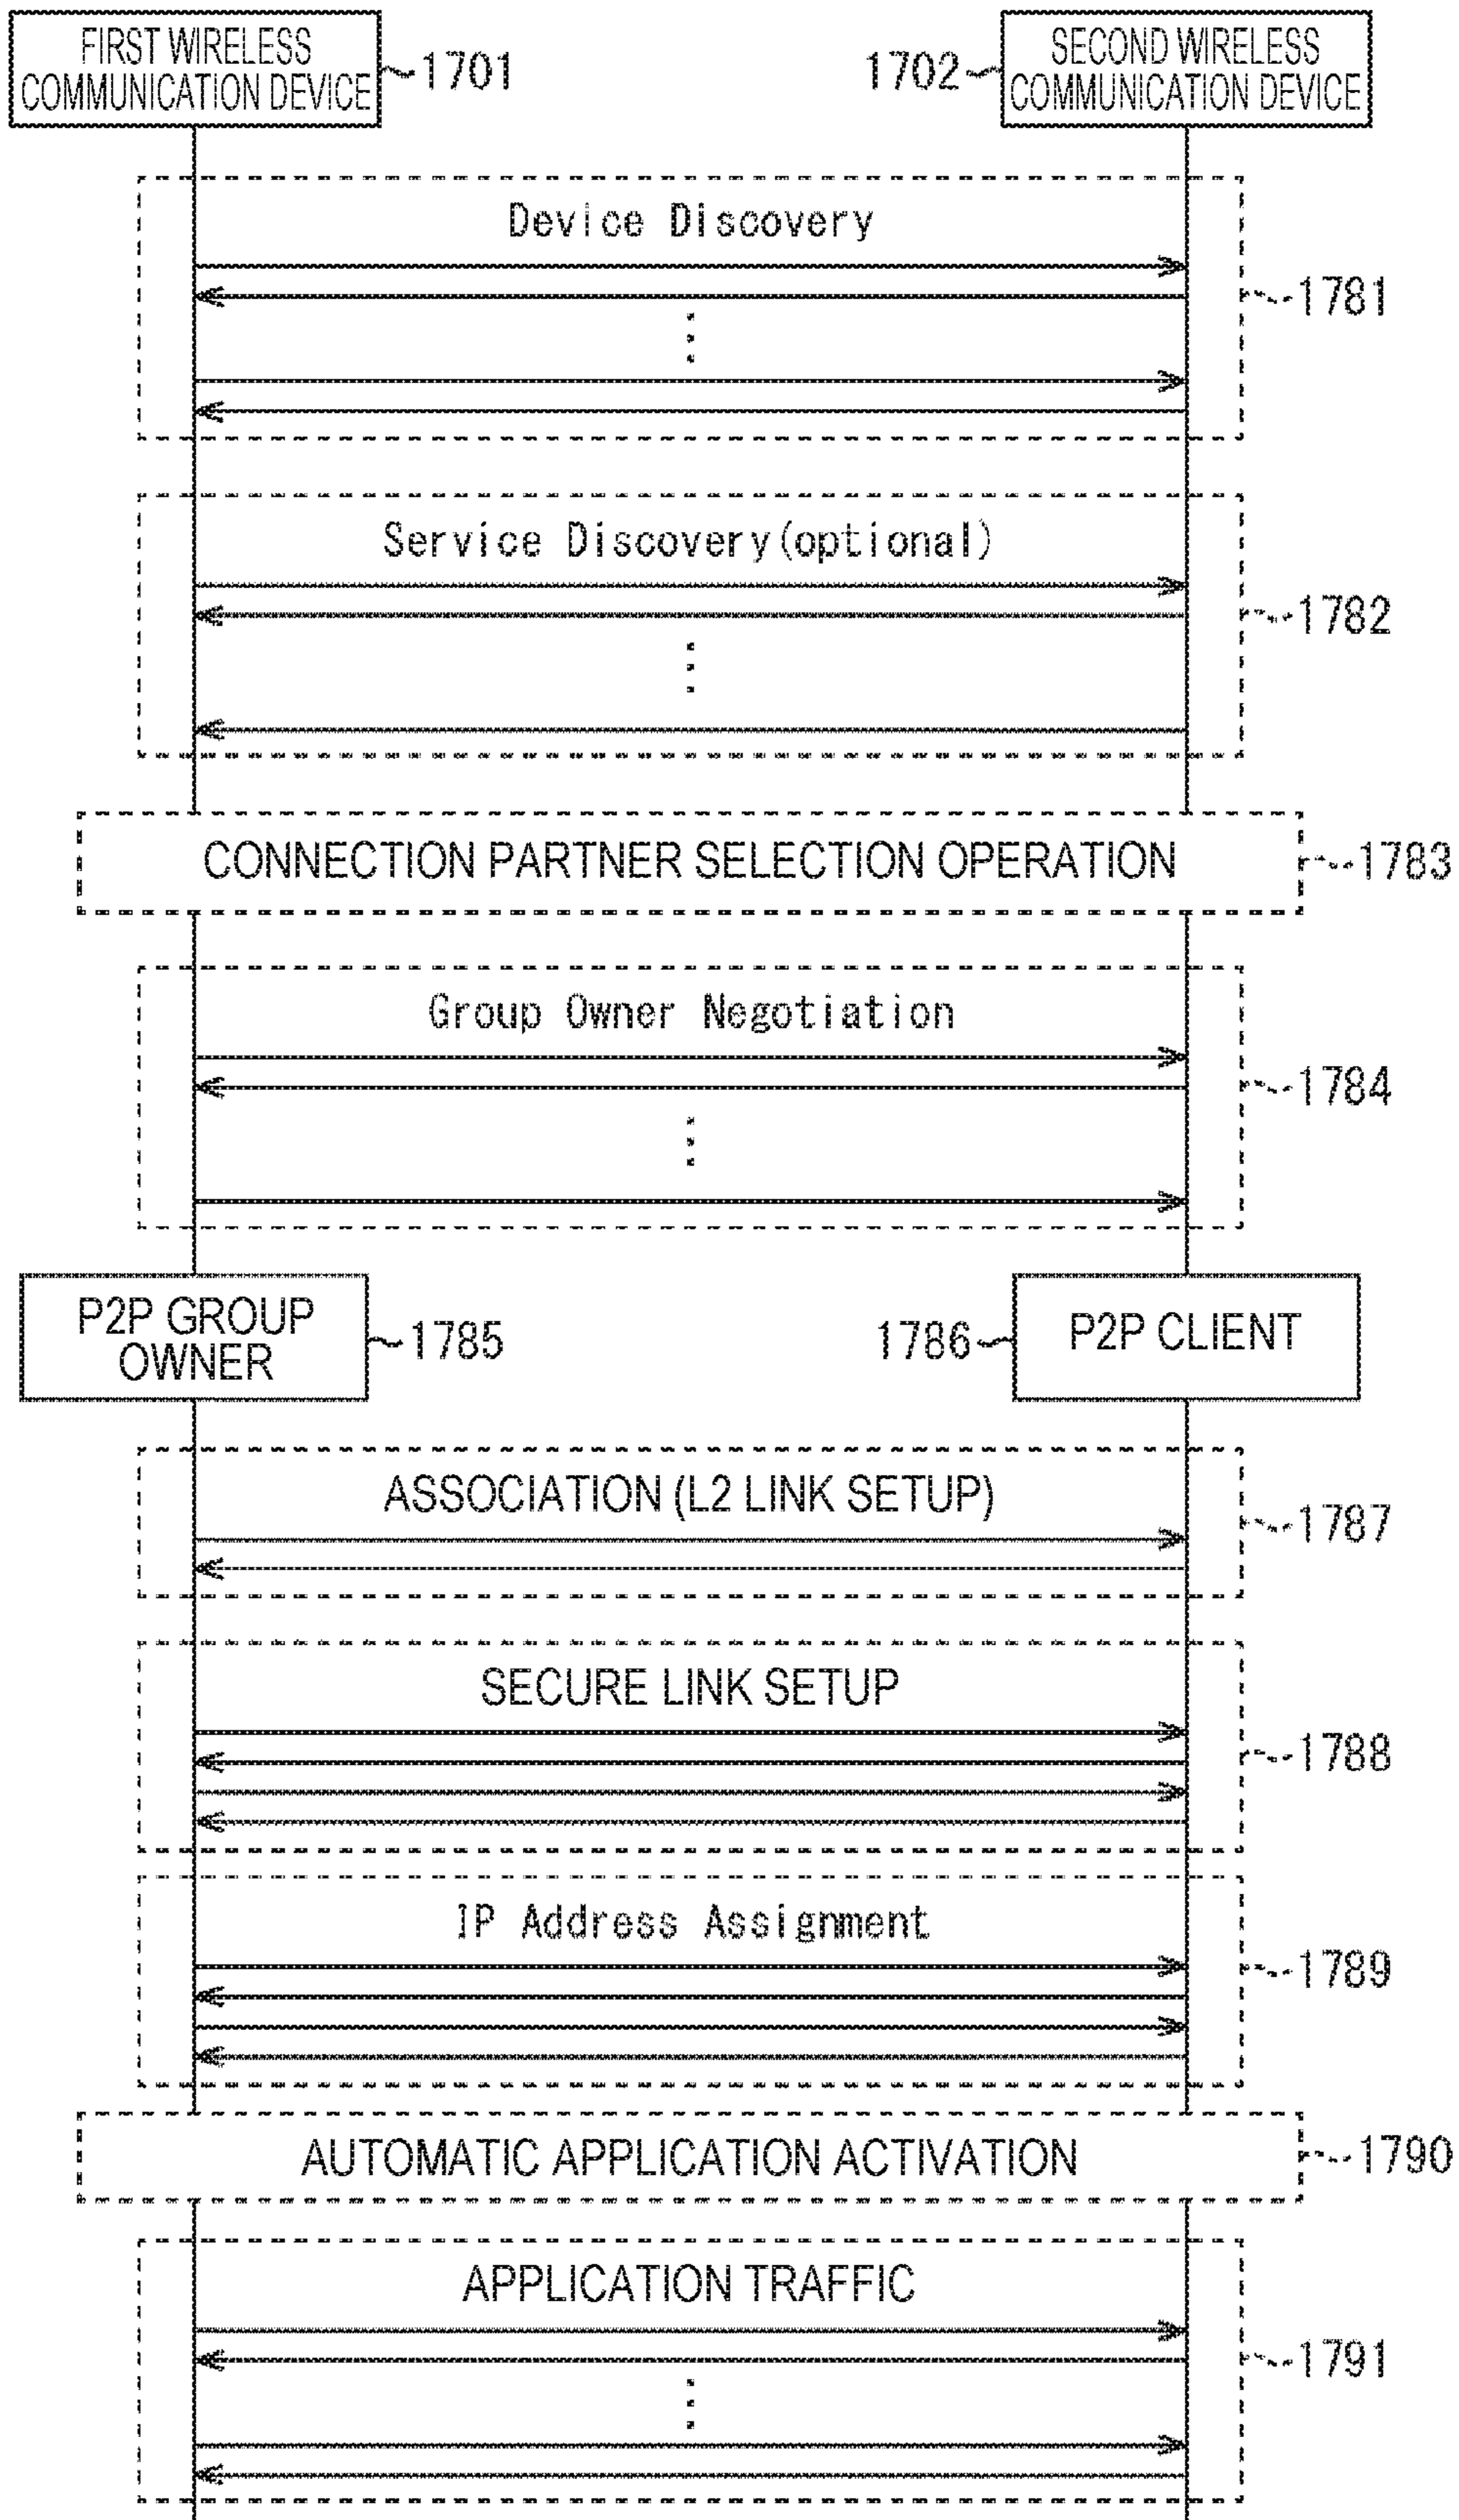 FIRST WIRELESS
COMMUNICATION DEVICE
1701
1702
SECOND WIRELESS
COMMUNICATION DEVICE
Device Discovery
1781
Service Discovery(optional)
1782
CONNECTION PARTNER SELECTION OPERATION
1783
Group Owner Negotiation
1784
P2P GROUP
OWNER
1785
1786
P2P CLIENT
ASSOCIATION (L2 LINK SETUP)
1787
SECURE LINK SETUP
1788
IP Address Assignment
1789
AUTOMATIC APPLICATION ACTIVATION
1790
APPLICATION TRAFFIC
1791